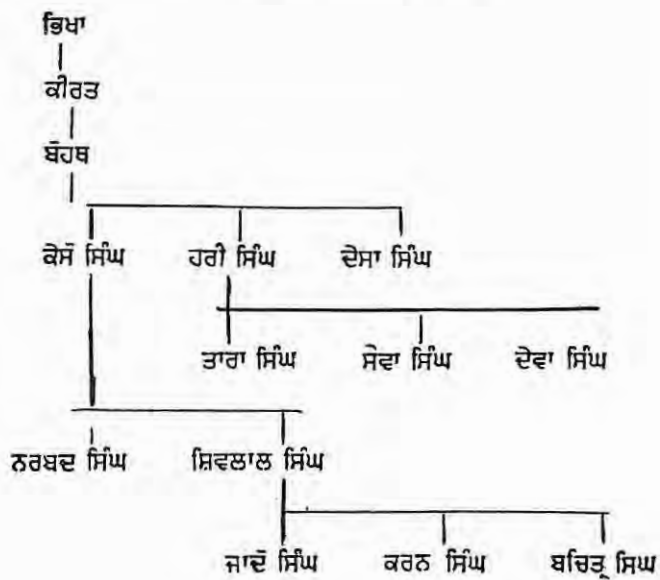 ਭਿਖਾ
ਕੀਰਤ
ਬੋਹਥ
ਕੇਸੋ ਸਿੰਘ ਹਰੀ ਸਿੰਘ ਦੇਸਾ ਸਿੰਘ
ਤਾਰਾ ਸਿੰਘ ਸੇਵਾ ਸਿੰਘ ਦੇਵਾ ਸਿੰਘ
ਨਰਬਦ ਸਿੰਘ ਸ਼ਿਵਲਾਲ ਸਿੰਘ
ਜਾਦੋ ਸਿੰਘ ਕਰਨ ਸਿੰਘ ਬਚਿਤ੍ਰ ਸਿਘ